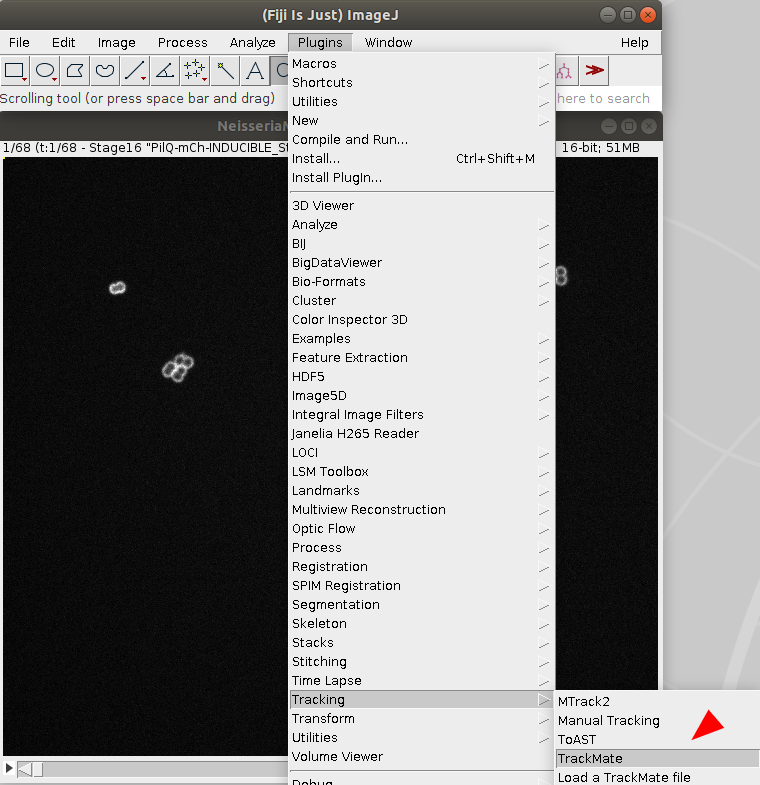 (Fiji Is Just) ImageJ
File Edit Image Process Analyze Plugins Window Help
Scrolling tool (or press space bar and drag)
here to search
Neisseria
1/68 (t:1/68 - Stage16 "PilQ-mCh-INDUCIBLE_S
16-bit; 51MB
Macros
Shortcuts
Utilities
New
Compile and Run...
Install... Ctrl+Shift+M
Install PlugIn...
3D Viewer
Analyze
BIJ
BigDataViewer
Bio-Formats
Cluster
Color Inspector 3D
Examples
Feature Extraction
HDF5
Image5D
Integral Image Filters
Janelia H265 Reader
LOCI
LSM Toolbox
Landmarks
Multiview Reconstruction
Optic Flow
Process
Registration
SPIM Registration
Segmentation
Skeleton
Stacks
Stitching
Time Lapse
Tracking
Transform
Utilities
Volume Viewer
Debug
MTrack2
Manual Tracking
ToAST
TrackMate
Load a TrackMate file